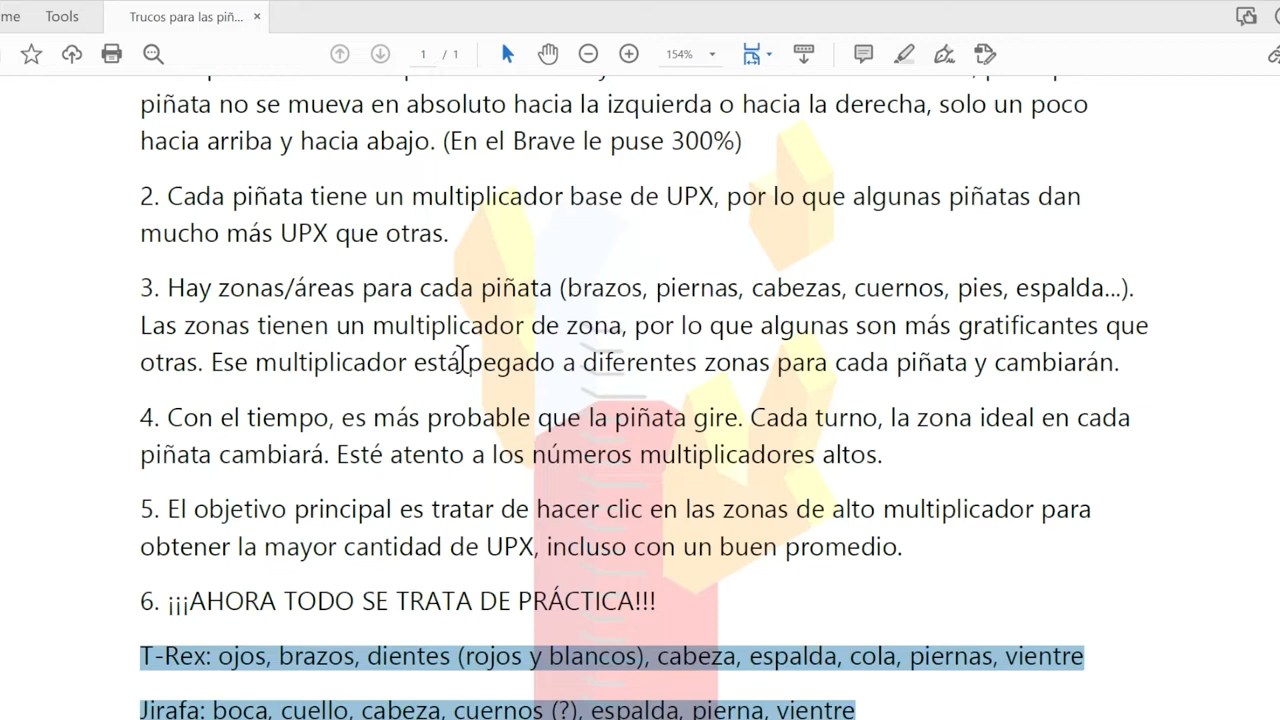 me Tools Trucos para las piñ... ×
1 / 1 154%
piñata no se mueva en absoluto hacia la izquierda o hacia la derecha, solo un poco
hacia arriba y hacia abajo. (En el Brave le puse 300%)
2. Cada piñata tiene un multiplicador base de UPX, por lo que algunas piñatas dan
mucho más UPX que otras.
3. Hay zonas/áreas para cada piñata (brazos, piernas, cabezas, cuernos, pies, espalda...).
Las zonas tienen un multiplicador de zona, por lo que algunas son más gratificantes que
otras. Ese multiplicador está pegado a diferentes zonas para cada piñata y cambiarán.
4. Con el tiempo, es más probable que la piñata gire. Cada turno, la zona ideal en cada
piñata cambiará. Esté atento a los números multiplicadores altos.
5. El objetivo principal es tratar de hacer clic en las zonas de alto multiplicador para
obtener la mayor cantidad de UPX, incluso con un buen promedio.
6. ¡¡¡AHORA TODO SE TRATA DE PRÁCTICA!!!
T-Rex: ojos, brazos, dientes (rojos y blancos), cabeza, espalda, cola, piernas, vientre
Jirafa: boca, cuello, cabeza, cuernos (?), espalda, pierna, vientre